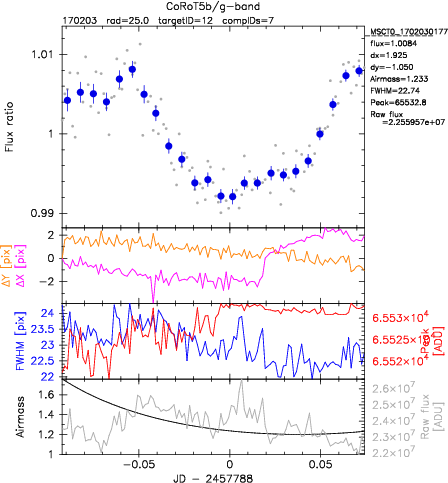 CoRoT5b/g-band
170203 rad=25.0 targetID=12 compIDs=7
MSCT0_1702030177
flux=1.0084
dx=1.925
dy=-1.050
Airmass=1.233
FWHM=22.74
Peak=65532.8
Raw flux
=2.255957e+07
1.01
1
0.99
Flux ratio
2
0
-2
ΔY [pix]
ΔX [pix]
24
23.5
23
22.5
22
FWHM [pix]
6.553×10⁴
6.5525×10⁴
6.552×10⁴
Peak [ADU]
1.6
1.4
1.2
1
Airmass
2.6×10⁷
2.5×10⁷
2.4×10⁷
2.3×10⁷
2.2×10⁷
Raw flux [ADU]
-0.05 0 0.05
JD - 2457788